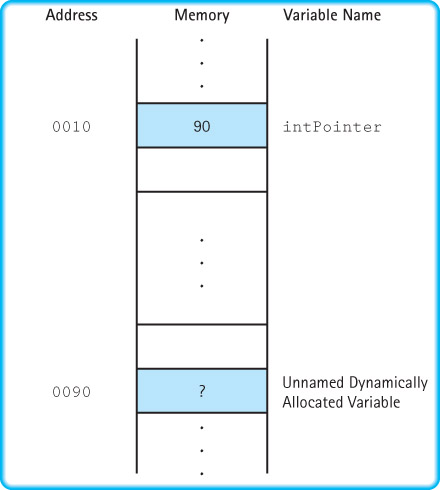 Address Memory Variable Name
0010 90 intPointer
0090 ? Unnamed Dynamically
Allocated Variable